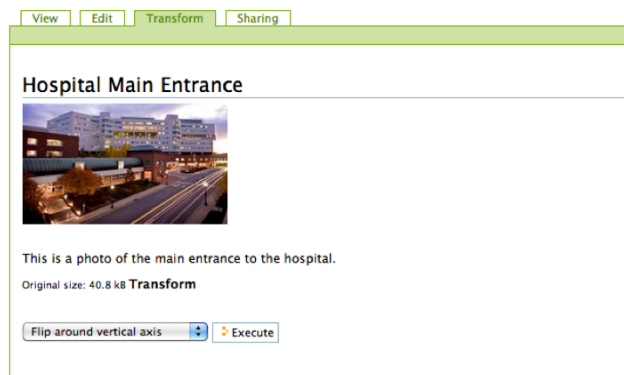 View Edit Transform Sharing
Hospital Main Entrance
This is a photo of the main entrance to the hospital.
Original size: 40.8 kB Transform
Flip around vertical axis Execute